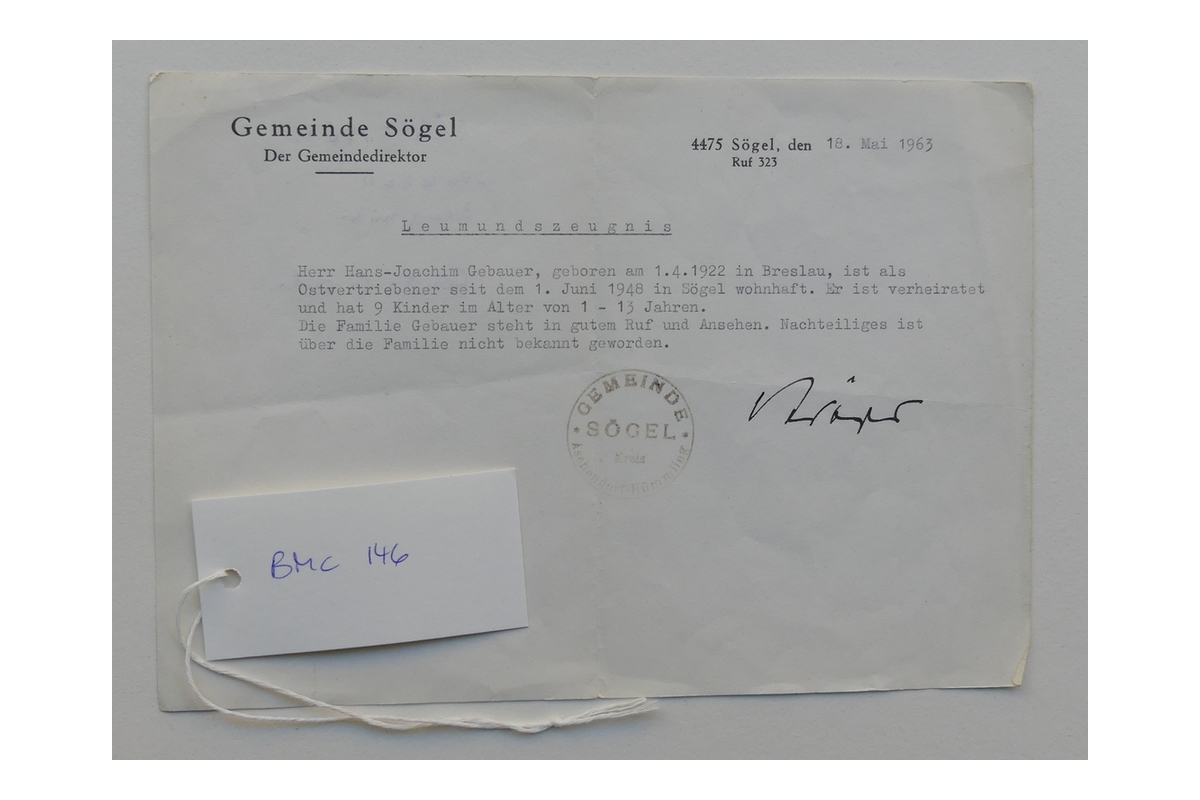 Gemeinde Sögel
Der Gemeindedirektor
4475 Sögel, den 18. Mai 1963
Ruf 323
Leumundszeugnis
Herr Hans-Joachim Gebauer, geboren am 1.4.1922 in Breslau, ist als
Ostvertriebener seit dem 1. Juni 1948 in Sögel wohnhaft. Er ist verheiratet
und hat 9 Kinder im Alter von 1 - 13 Jahren.
Die Familie Gebauer steht in gutem Ruf und Ansehen. Nachteiliges ist
über die Familie nicht bekannt geworden.
GEMEINDE
SÖGEL
Kreis
Aschendorf-Hümmling
BMC 146